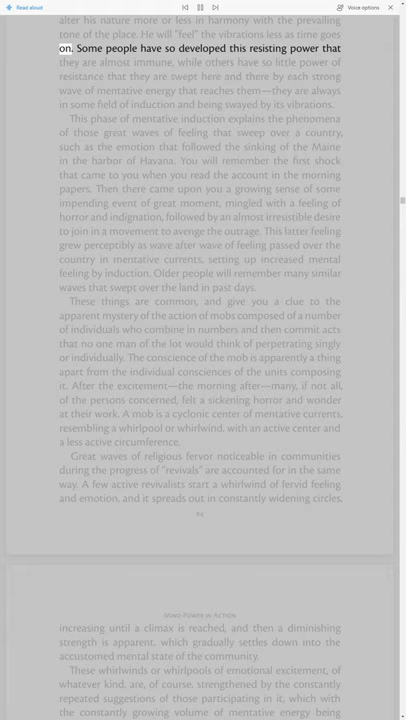 Read aloud
Voice options
alter his nature more or less in harmony with the prevailing
tone of the place. He will "feel" the vibrations less as time goes
on. Some people have so developed this resisting power that
they are almost immune, while others have so little power of
resistance that they are swept here and there by each strong
wave of mentative energy that reaches them—they are always
in some field of induction and being swayed by its vibrations.
This phase of mentative induction explains the phenomena
of those great waves of feeling that sweep over a country,
such as the emotion that followed the sinking of the Maine
in the harbor of Havana. You will remember the first shock
that came to you when you read the account in the morning
papers. Then there came upon you a growing sense of some
impending event of great moment, mingled with a feeling of
horror and indignation, followed by an almost irresistible desire
to join in a movement to avenge the outrage. This latter feeling
grew perceptibly as wave after wave of feeling passed over the
country in mentative currents, setting up increased mental
feeling by induction. Older people will remember many similar
waves that swept over the land in past days.
These things are common, and give you a clue to the
apparent mystery of the action of mobs composed of a number
of individuals who combine in numbers and then commit acts
that no one man of the lot would think of perpetrating singly
or individually. The conscience of the mob is apparently a thing
apart from the individual consciences of the units composing
it. After the excitement—the morning after—many, if not all,
of the persons concerned, felt a sickening horror and wonder
at their work. A mob is a cyclonic center of mentative currents,
resembling a whirlpool or whirlwind, with an active center and
a less active circumference.
Great waves of religious fervor noticeable in communities
during the progress of "revivals" are accounted for in the same
way. A few active revivalists start a whirlwind of fervid feeling
and emotion, and it spreads out in constantly widening circles,
Mind-Power in Action
increasing until a climax is reached, and then a diminishing
strength is apparent, which gradually settles down into the
accustomed mental state of the community.
These whirlwinds or whirlpools of emotional excitement, of
whatever kind, are, of course, strengthened by the constantly
repeated suggestions of those participating in it, which with
the constantly growing volume of mentative energy being